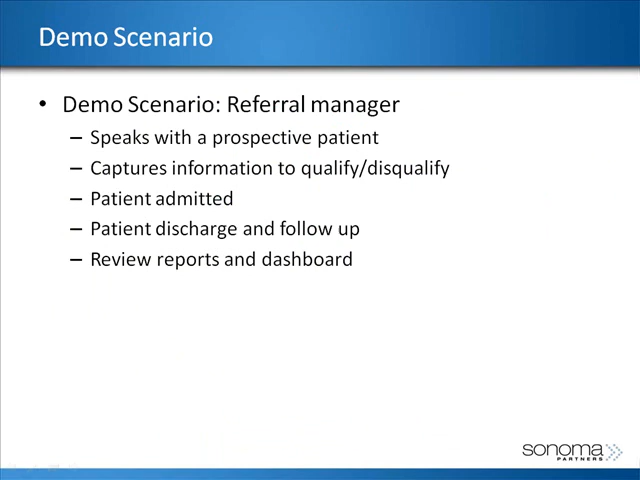 Demo Scenario
• Demo Scenario: Referral manager
– Speaks with a prospective patient
– Captures information to qualify/disqualify
– Patient admitted
– Patient discharge and follow up
– Review reports and dashboard
sonoma
PARTNERS